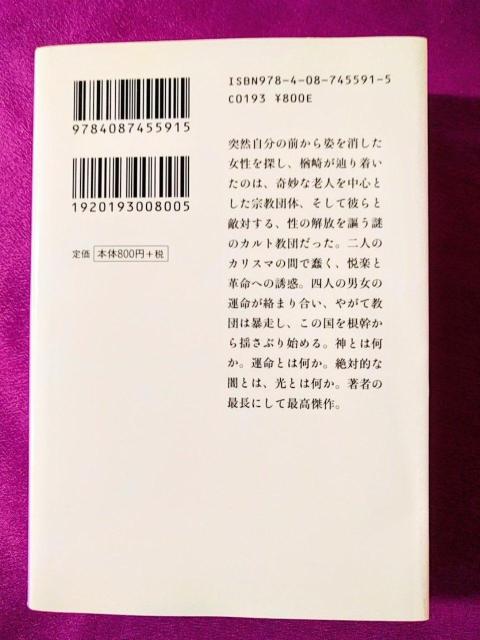 ISBN978-4-08-745591-5
C0193 ¥800E
9784087455915
1920193008005
定価 本体800円+税
突然自分の前から姿を消した
女性を探し、楢崎が辿り着い
たのは、奇妙な老人を中心と
した宗教団体、そして彼らと
敵対する、性の解放を謳う謎
のカルト教団だった。二人の
カリスマの間で蠢く、悦楽と
革命への誘惑。四人の男女の
運命が絡まり合い、やがて教
団は暴走し、この国を根幹か
ら揺さぶり始める。神とは何
か。運命とは何か。絶対的な
闇とは、光とは何か。著者の
最長にして最高傑作。